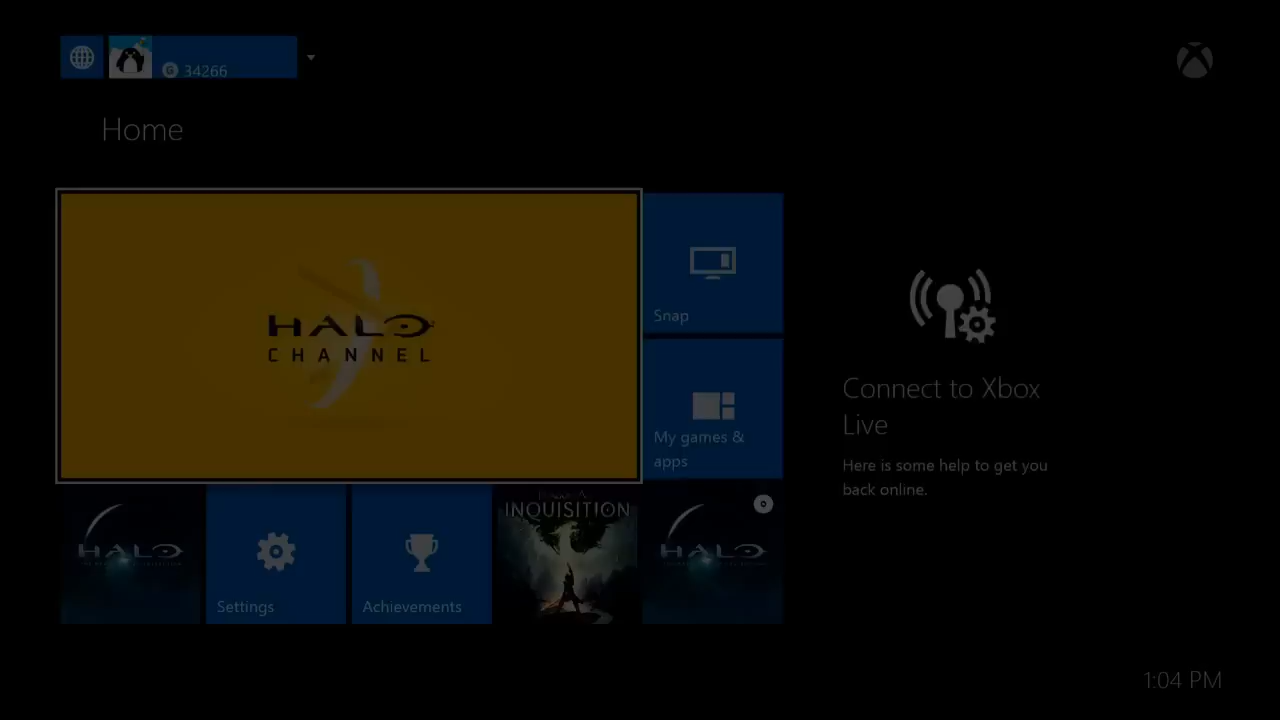 G 34266
Home
HALO
CHANNEL
Snap
My games &
apps
Connect to Xbox
Live
Here is some help to get you
back online.
HALO
Settings
Achievements
INQUISITION
HALO
1:04 PM